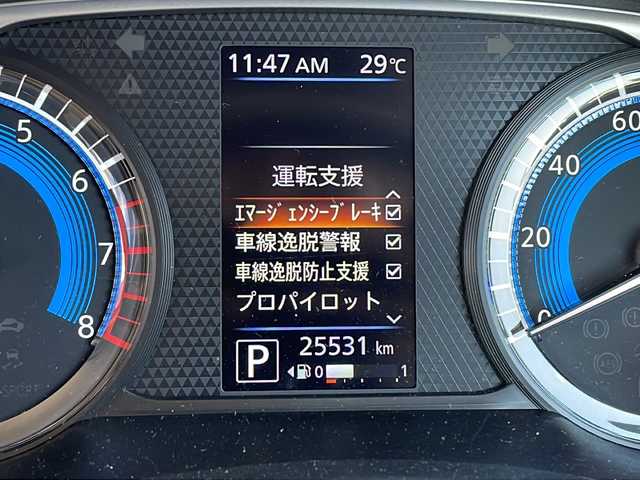 11:47 AM 29℃
運転支援
エマージェンシーブレーキ
車線逸脱警報
車線逸脱防止支援
プロパイロット
P 25531 km
0 1
5
6
7
8
60
40
20
0